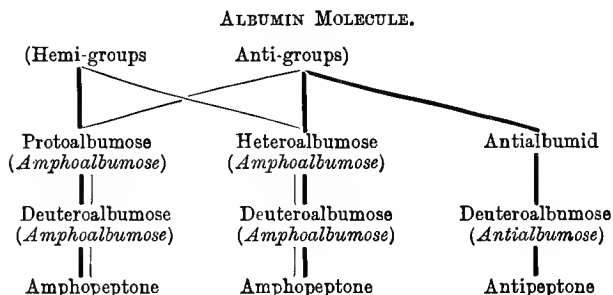 ALBUMIN MOLECULE.
(Hemi-groups Anti-groups)
Protoalbumose Heteroalbumose Antialbumid
(Amphoalbumose) (Amphoalbumose)
Deuteroalbumose Deuteroalbumose Deuteroalbumose
(Amphoalbumose) (Amphoalbumose) (Antialbumose)
Amphopeptone Amphopeptone Antipeptone